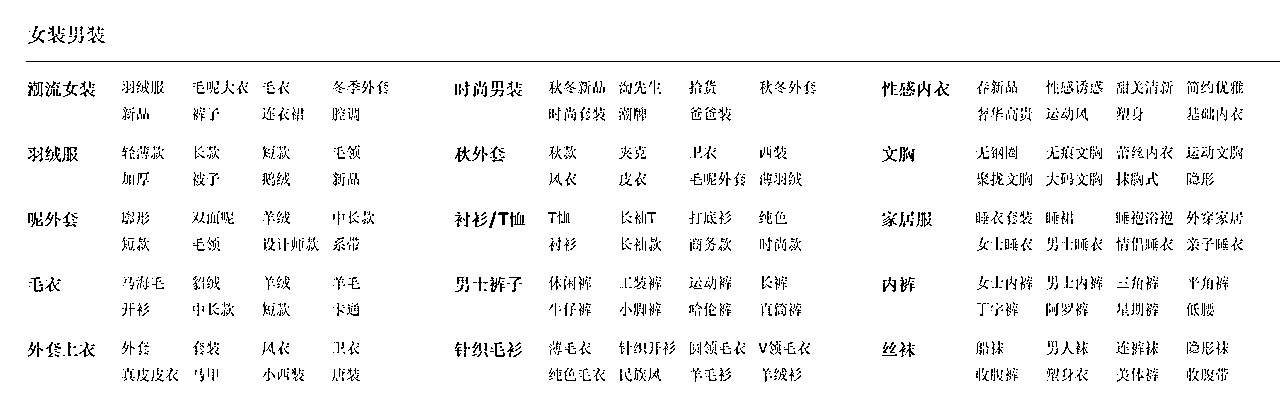 女装男装
潮流女装 羽绒服 毛呢大衣 毛衣 冬季外套 时尚男装 秋冬新品 淘先生 拾货 秋冬外套 性感内衣 春新品 性感诱惑 甜美清新 简约优雅
新品 裤子 连衣裙 腔调 时尚套装 潮牌 爸爸装 奢华高贵 运动风 塑身 基础内衣
羽绒服 轻薄款 长款 短款 毛领 秋外套 秋款 夹克 卫衣 西装 文胸 无钢圈 无痕文胸 蕾丝内衣 运动文胸
加厚 被子 鹅绒 新品 风衣 皮衣 毛呢外套 薄羽绒 聚拢文胸 大码文胸 抹胸式 隐形
呢外套 廓形 双面呢 羊绒 中长款 衬衫/T恤 T恤 长袖T 打底衫 纯色 家居服 睡衣套装 睡裙 睡袍浴袍 外穿家居
短款 毛领 设计师款 系带 衬衫 长袖款 商务款 时尚款 女士睡衣 男士睡衣 情侣睡衣 亲子睡衣
毛衣 马海毛 貂绒 羊绒 羊毛 男士裤子 休闲裤 工装裤 运动裤 长裤 内裤 女士内裤 男士内裤 三角裤 平角裤
开衫 中长款 短款 卡通 牛仔裤 小脚裤 哈伦裤 直筒裤 丁字裤 阿罗裤 星期裤 低腰
外套上衣 外套 套装 风衣 卫衣 针织毛衫 薄毛衣 针织开衫 圆领毛衣 V领毛衣 丝袜 船袜 男人袜 连裤袜 隐形袜
真皮皮衣 马甲 小西装 唐装 纯色毛衣 民族风 羊毛衫 羊绒衫 收腹裤 塑身衣 美体裤 收腹带